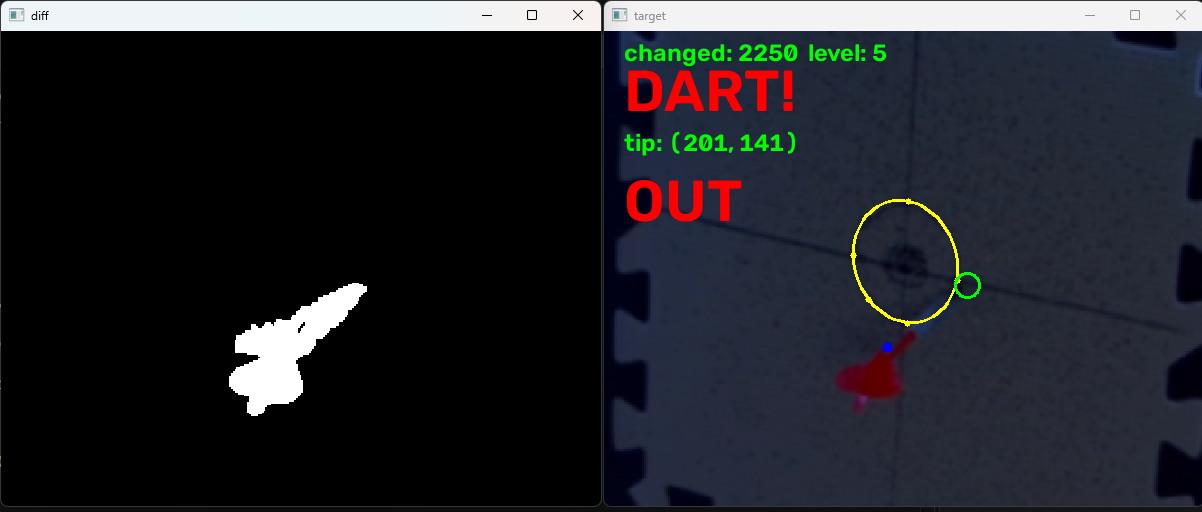 diff
target
changed: 2250 level: 5
DART!
tip: (201, 141)
OUT